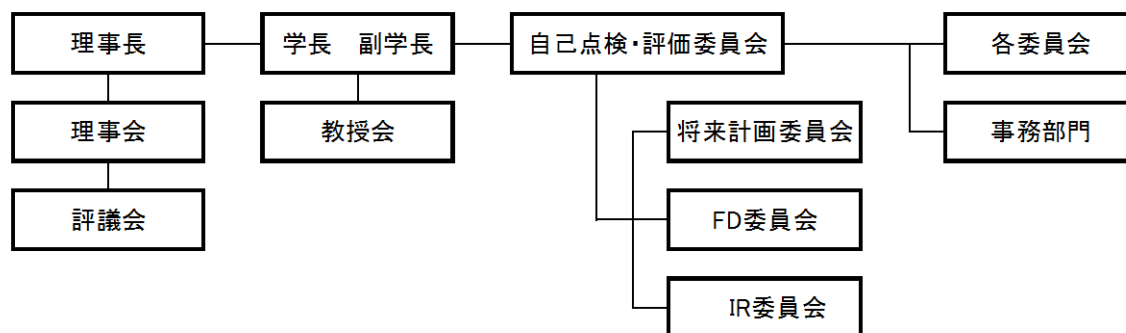 理事長
学長　副学長
自己点検・評価委員会
各委員会
理事会
教授会
将来計画委員会
事務部門
評議会
FD委員会
IR委員会